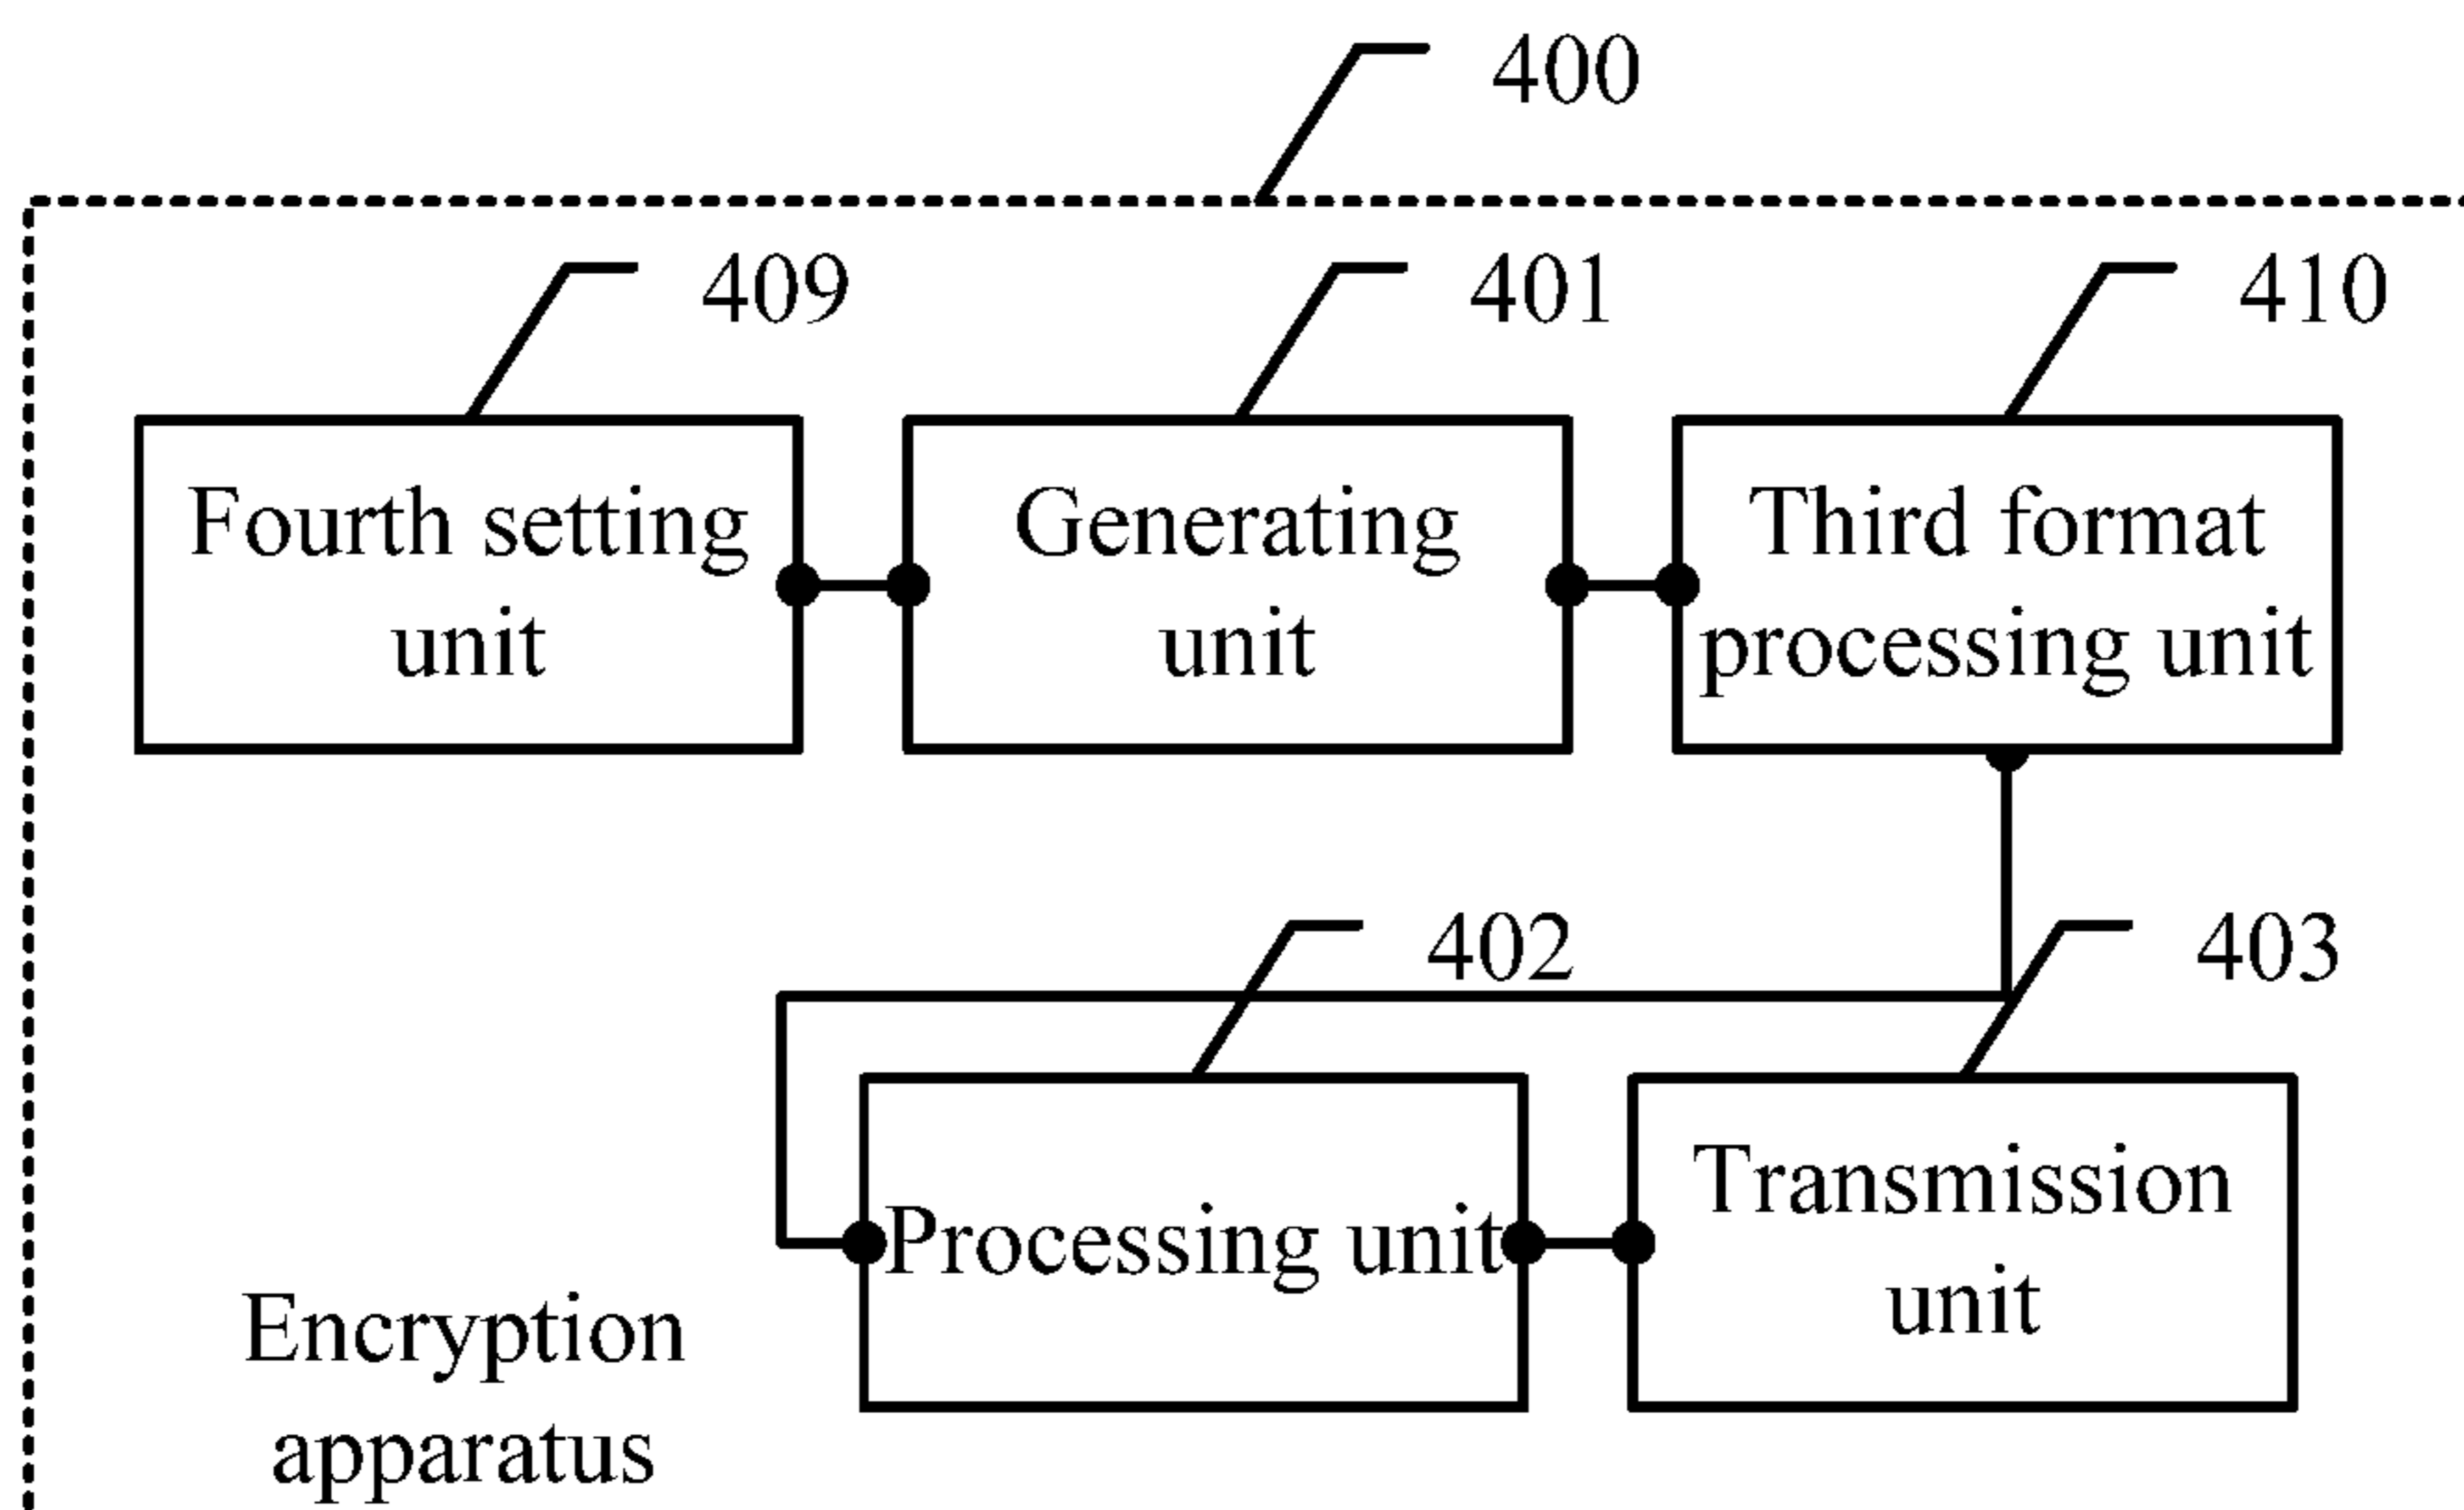 400
409
401
410
Fourth setting
unit
Generating
unit
Third format
processing unit
402
403
Processing unit
Transmission
unit
Encryption
apparatus